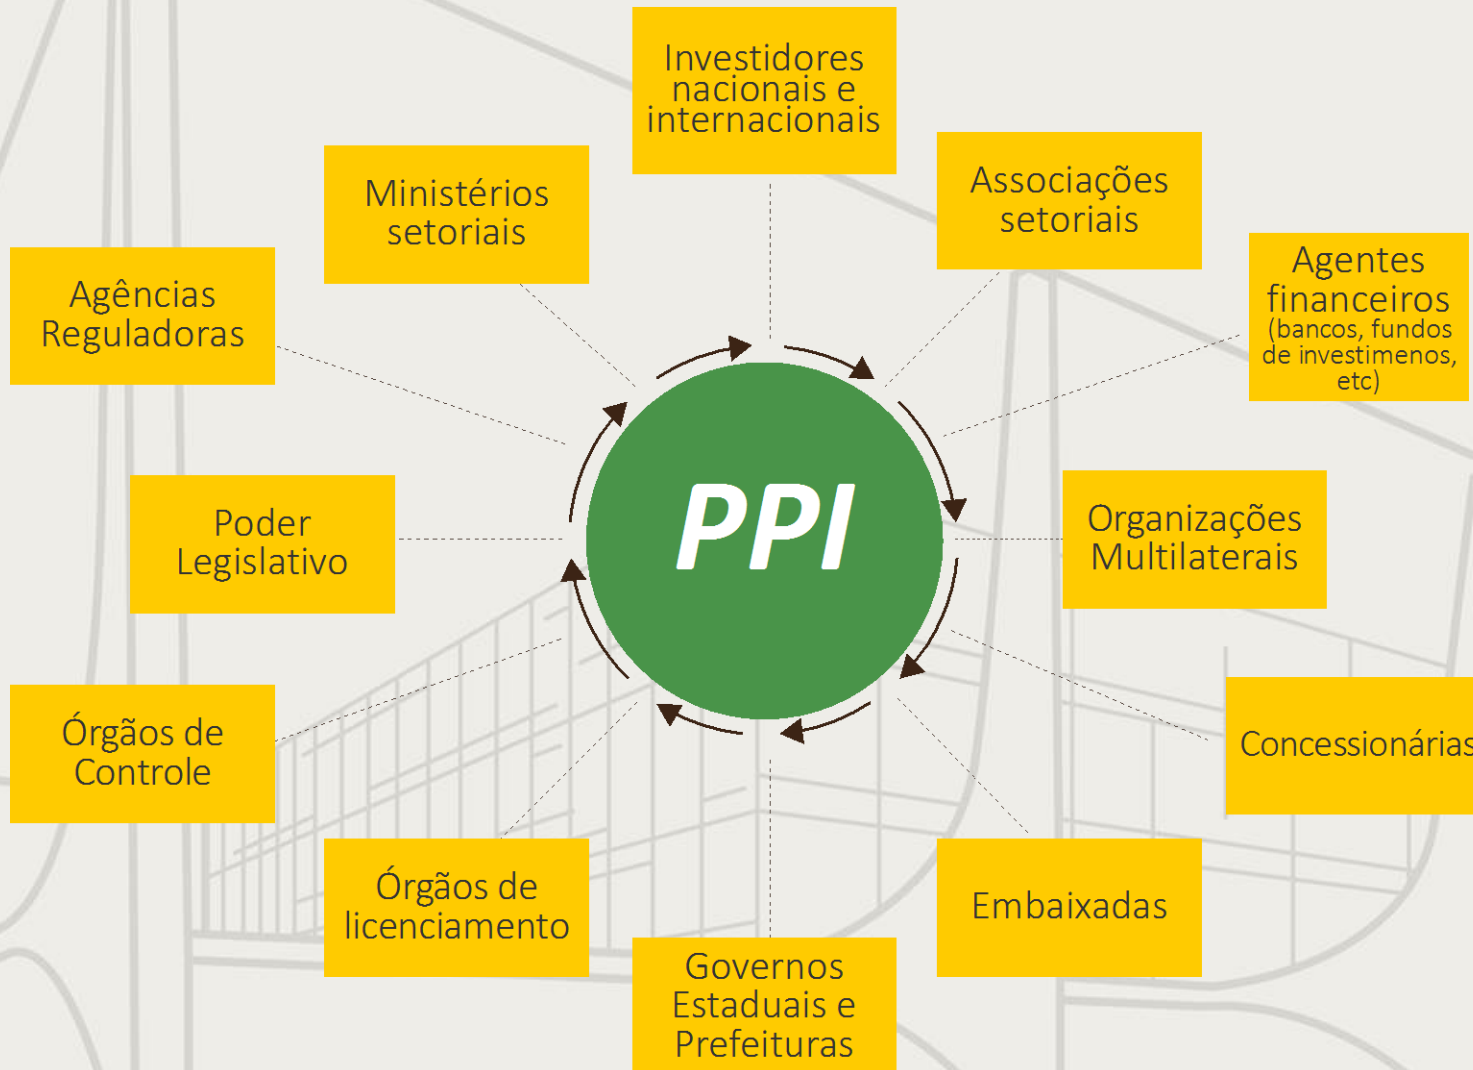 Investidores
nacionais e
internacionais
Ministérios
setoriais
Associações
setoriais
Agências
Reguladoras
Agentes
financeiros
(bancos, fundos
de investimenos,
etc)
PPI
Poder
Legislativo
Organizações
Multilaterais
Órgãos de
Controle
Concessionárias
Órgãos de
licenciamento
Embaixadas
Governos
Estaduais e
Prefeituras